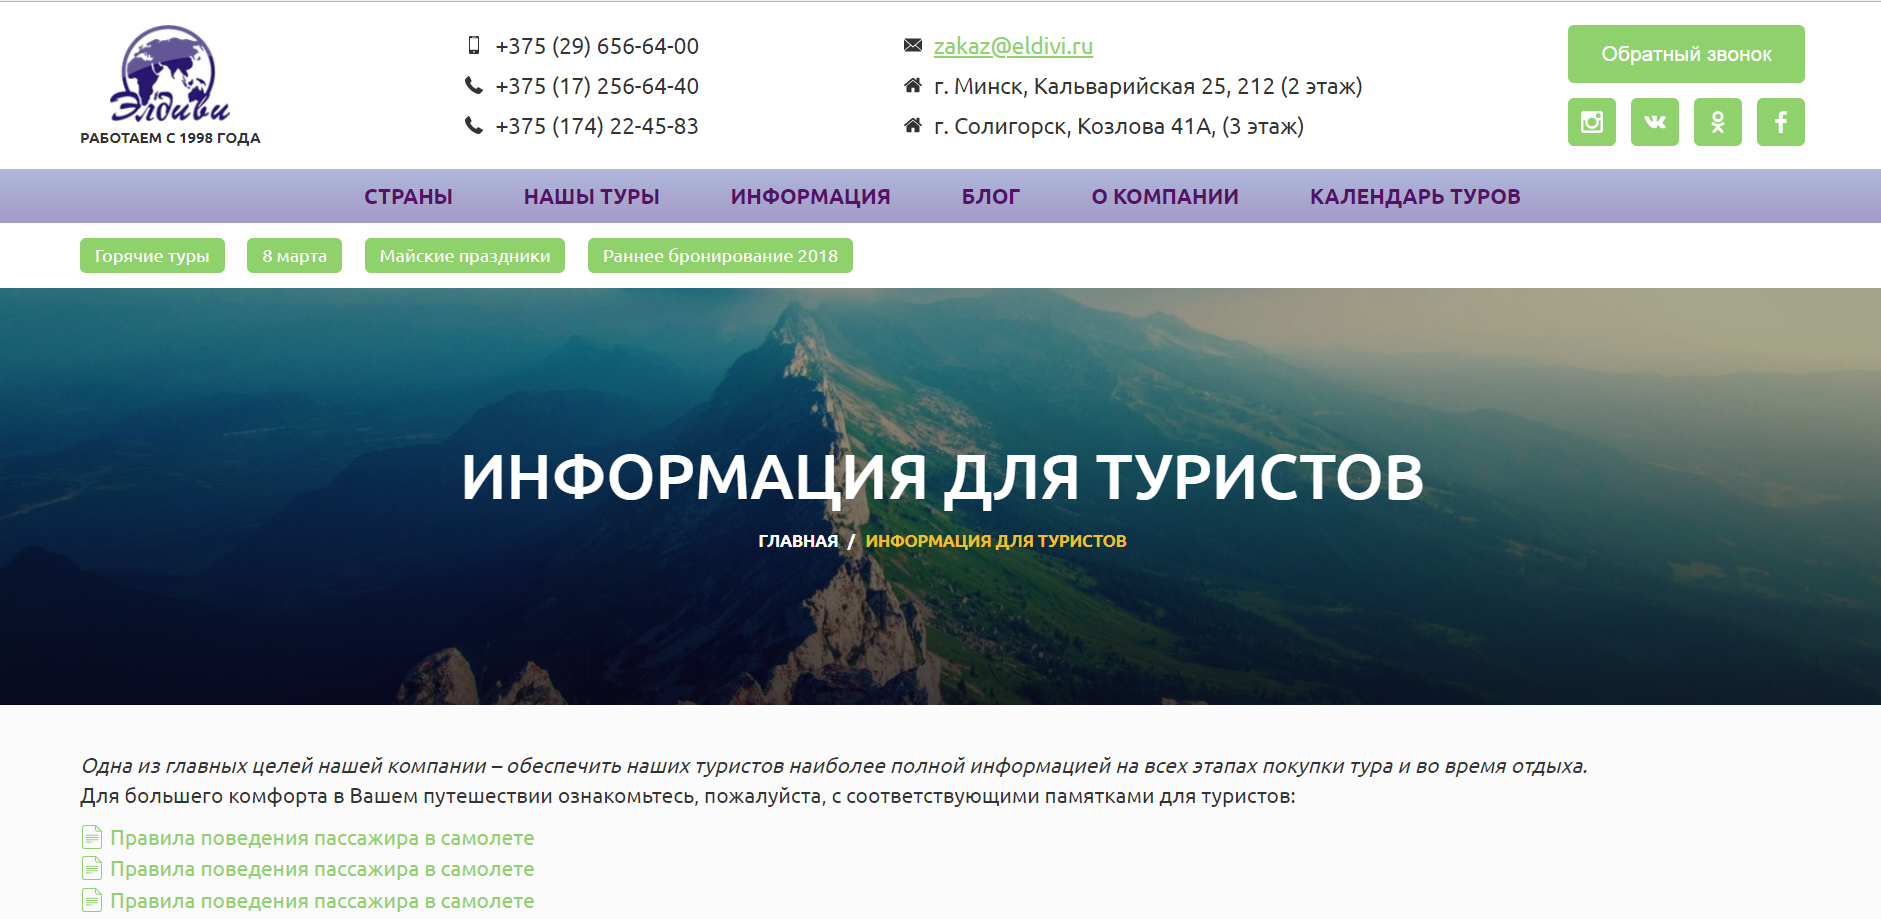 Элдиви
РАБОТАЕМ С 1998 ГОДА
+375 (29) 656-64-00
+375 (17) 256-64-40
+375 (174) 22-45-83
zakaz@eldivi.ru
г. Минск, Кальварийская 25, 212 (2 этаж)
г. Солигорск, Козлова 41А, (3 этаж)
Обратный звонок
СТРАНЫ НАШЫ ТУРЫ ИНФОРМАЦИЯ БЛОГ О КОМПАНИИ КАЛЕНДАРЬ ТУРОВ
Горячие туры 8 марта Майские праздники Раннее бронирование 2018
ИНФОРМАЦИЯ ДЛЯ ТУРИСТОВ
ГЛАВНАЯ / ИНФОРМАЦИЯ ДЛЯ ТУРИСТОВ
Одна из главных целей нашей компании – обеспечить наших туристов наиболее полной информацией на всех этапах покупки тура и во время отдыха.
Для большего комфорта в Вашем путешествии ознакомьтесь, пожалуйста, с соответствующими памятками для туристов:
Правила поведения пассажира в самолете
Правила поведения пассажира в самолете
Правила поведения пассажира в самолете